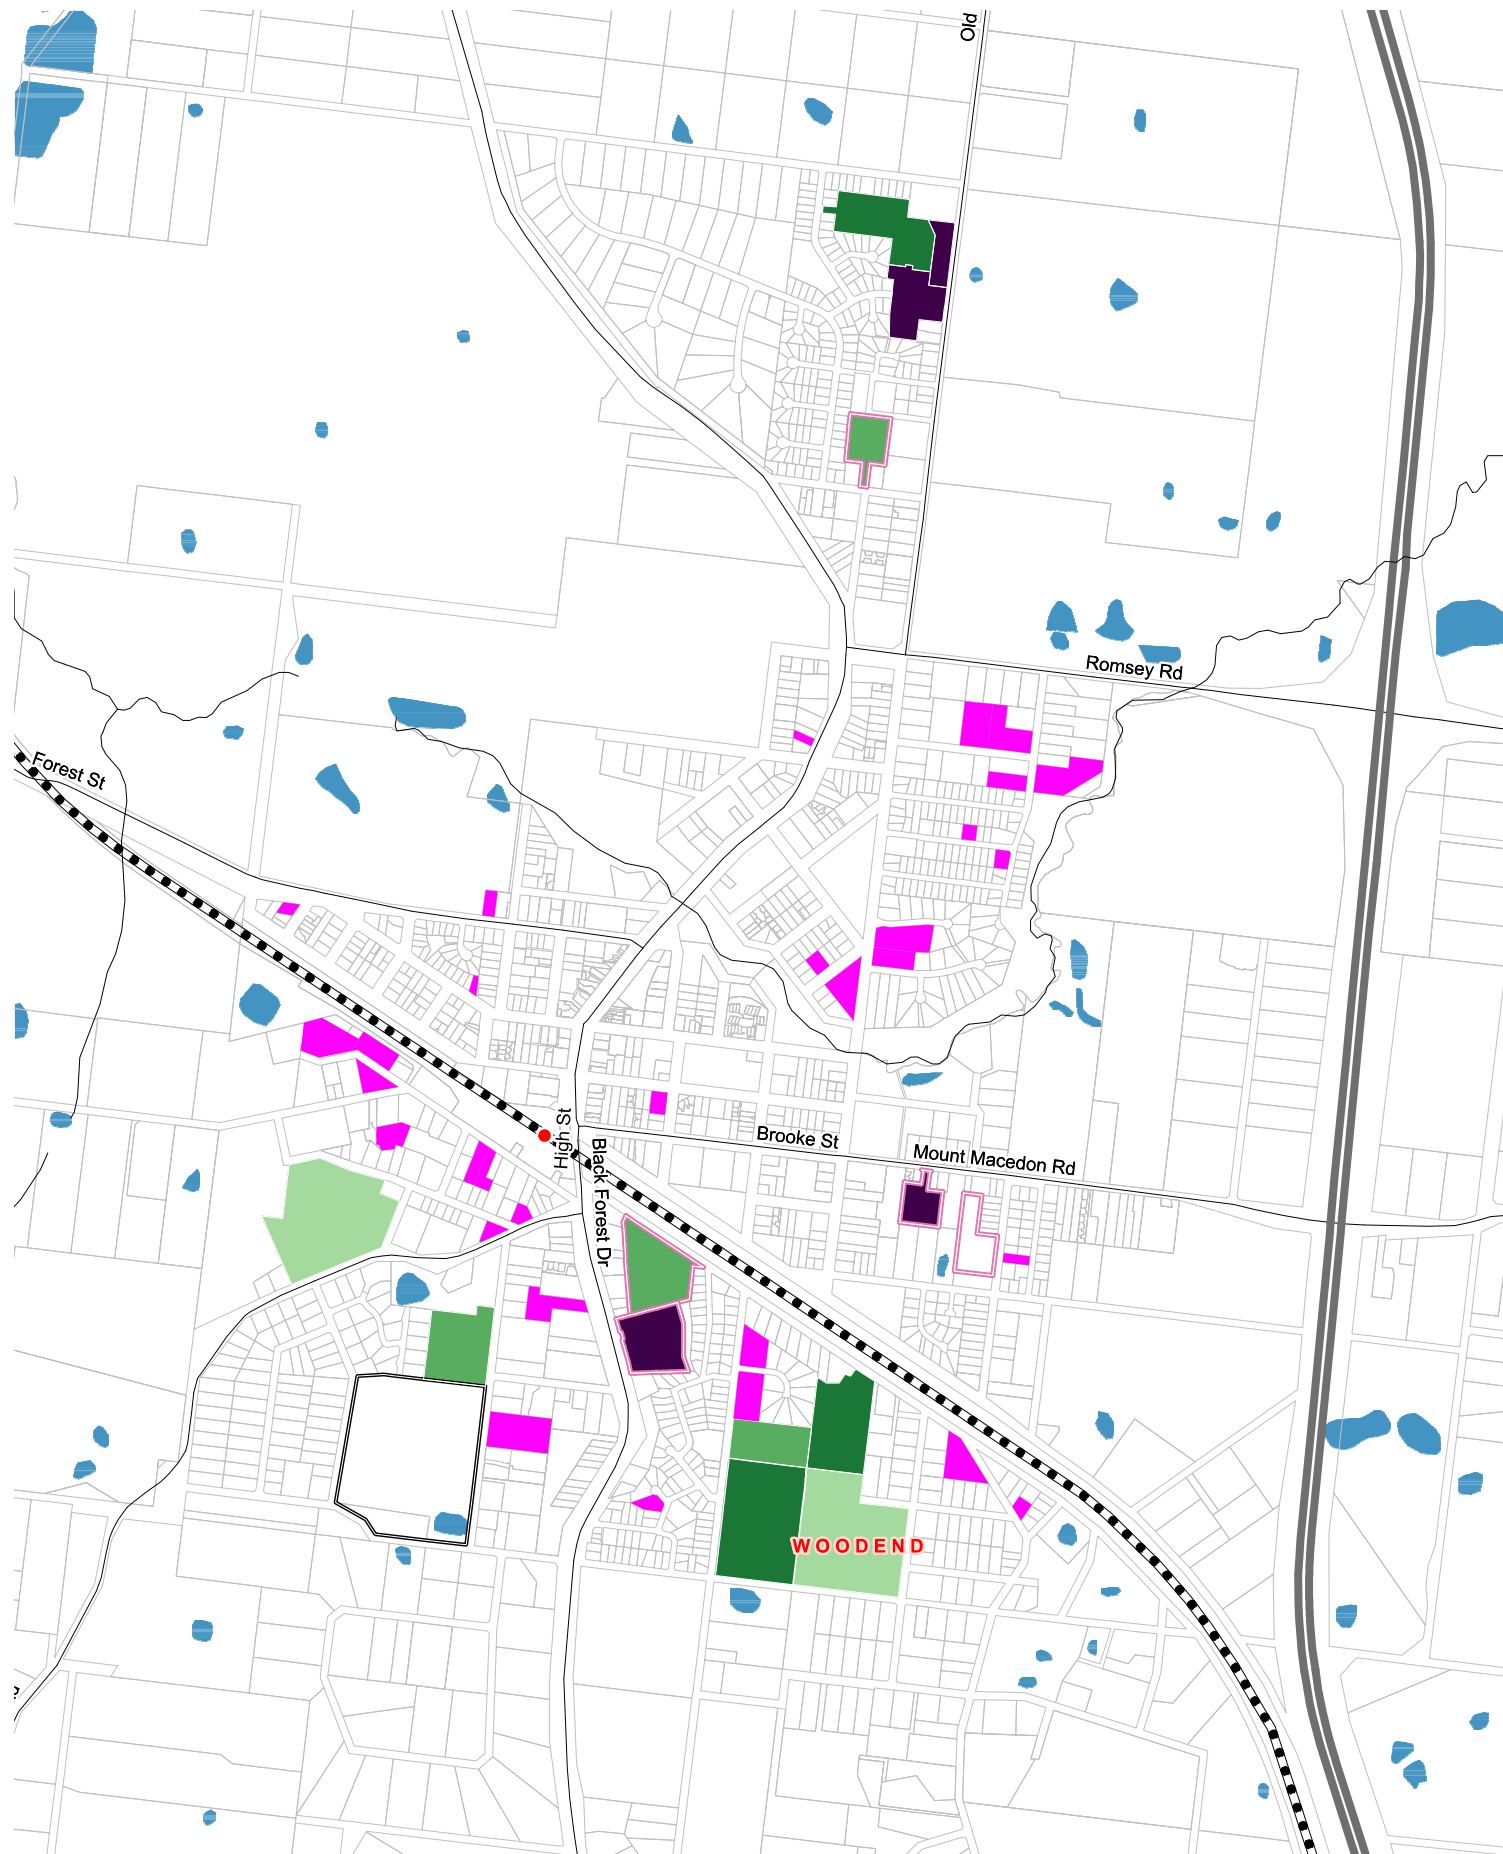 Old
Romsey Rd
Forest St
High St
Brooke St
Black Forest Dr
Mount Macedon Rd
WOODEND